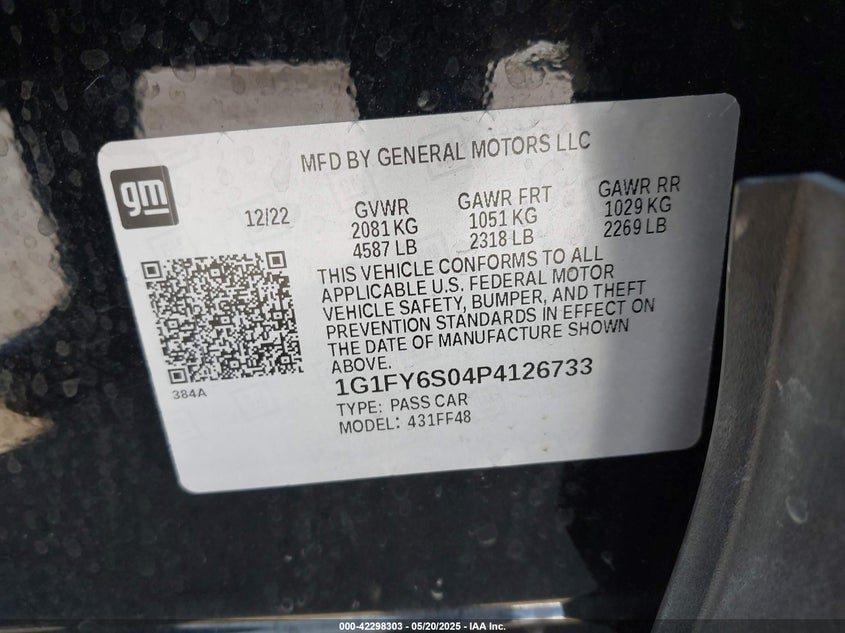 MFD BY GENERAL MOTORS LLC
gm
12/22
GVWR
2081 KG
4587 LB
GAWR FRT
1051 KG
2318 LB
GAWR RR
1029 KG
2269 LB
THIS VEHICLE CONFORMS TO ALL
APPLICABLE U.S. FEDERAL MOTOR
VEHICLE SAFETY, BUMPER, AND THEFT
PREVENTION STANDARDS IN EFFECT ON
THE DATE OF MANUFACTURE SHOWN
ABOVE.
384A
1G1FY6S04P4126733
TYPE: PASS CAR
MODEL: 431FF48
000-42298303 — 05/20/2025 — IAA Inc.